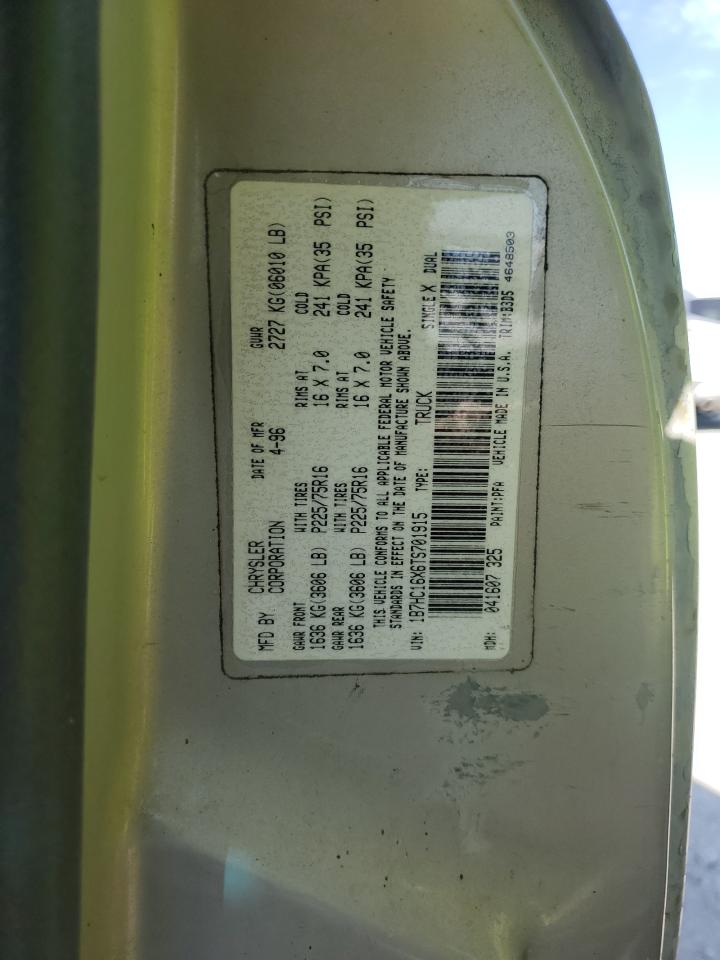 MFD BY CHRYSLER CORPORATION DATE OF MFR 4-96 GVWR 2727 KG(06010 LB)
GAWR FRONT WITH TIRES RIMS AT COLD
1636 KG(3606 LB) P225/75R16 16 X 7.0 241 KPA(35 PSI)
GAWR REAR WITH TIRES RIMS AT COLD
1636 KG(3606 LB) P225/75R16 16 X 7.0 241 KPA(35 PSI)
THIS VEHICLE CONFORMS TO ALL APPLICABLE FEDERAL MOTOR VEHICLE SAFETY
STANDARDS IN EFFECT ON THE DATE OF MANUFACTURE SHOWN ABOVE.
VIN: 1B7HC16X6TS701915 TYPE: TRUCK SINGLE X DUAL
MDH: 041607 325 PAINT:PFA VEHICLE MADE IN U.S.A. TRIM:B3D5 4648503